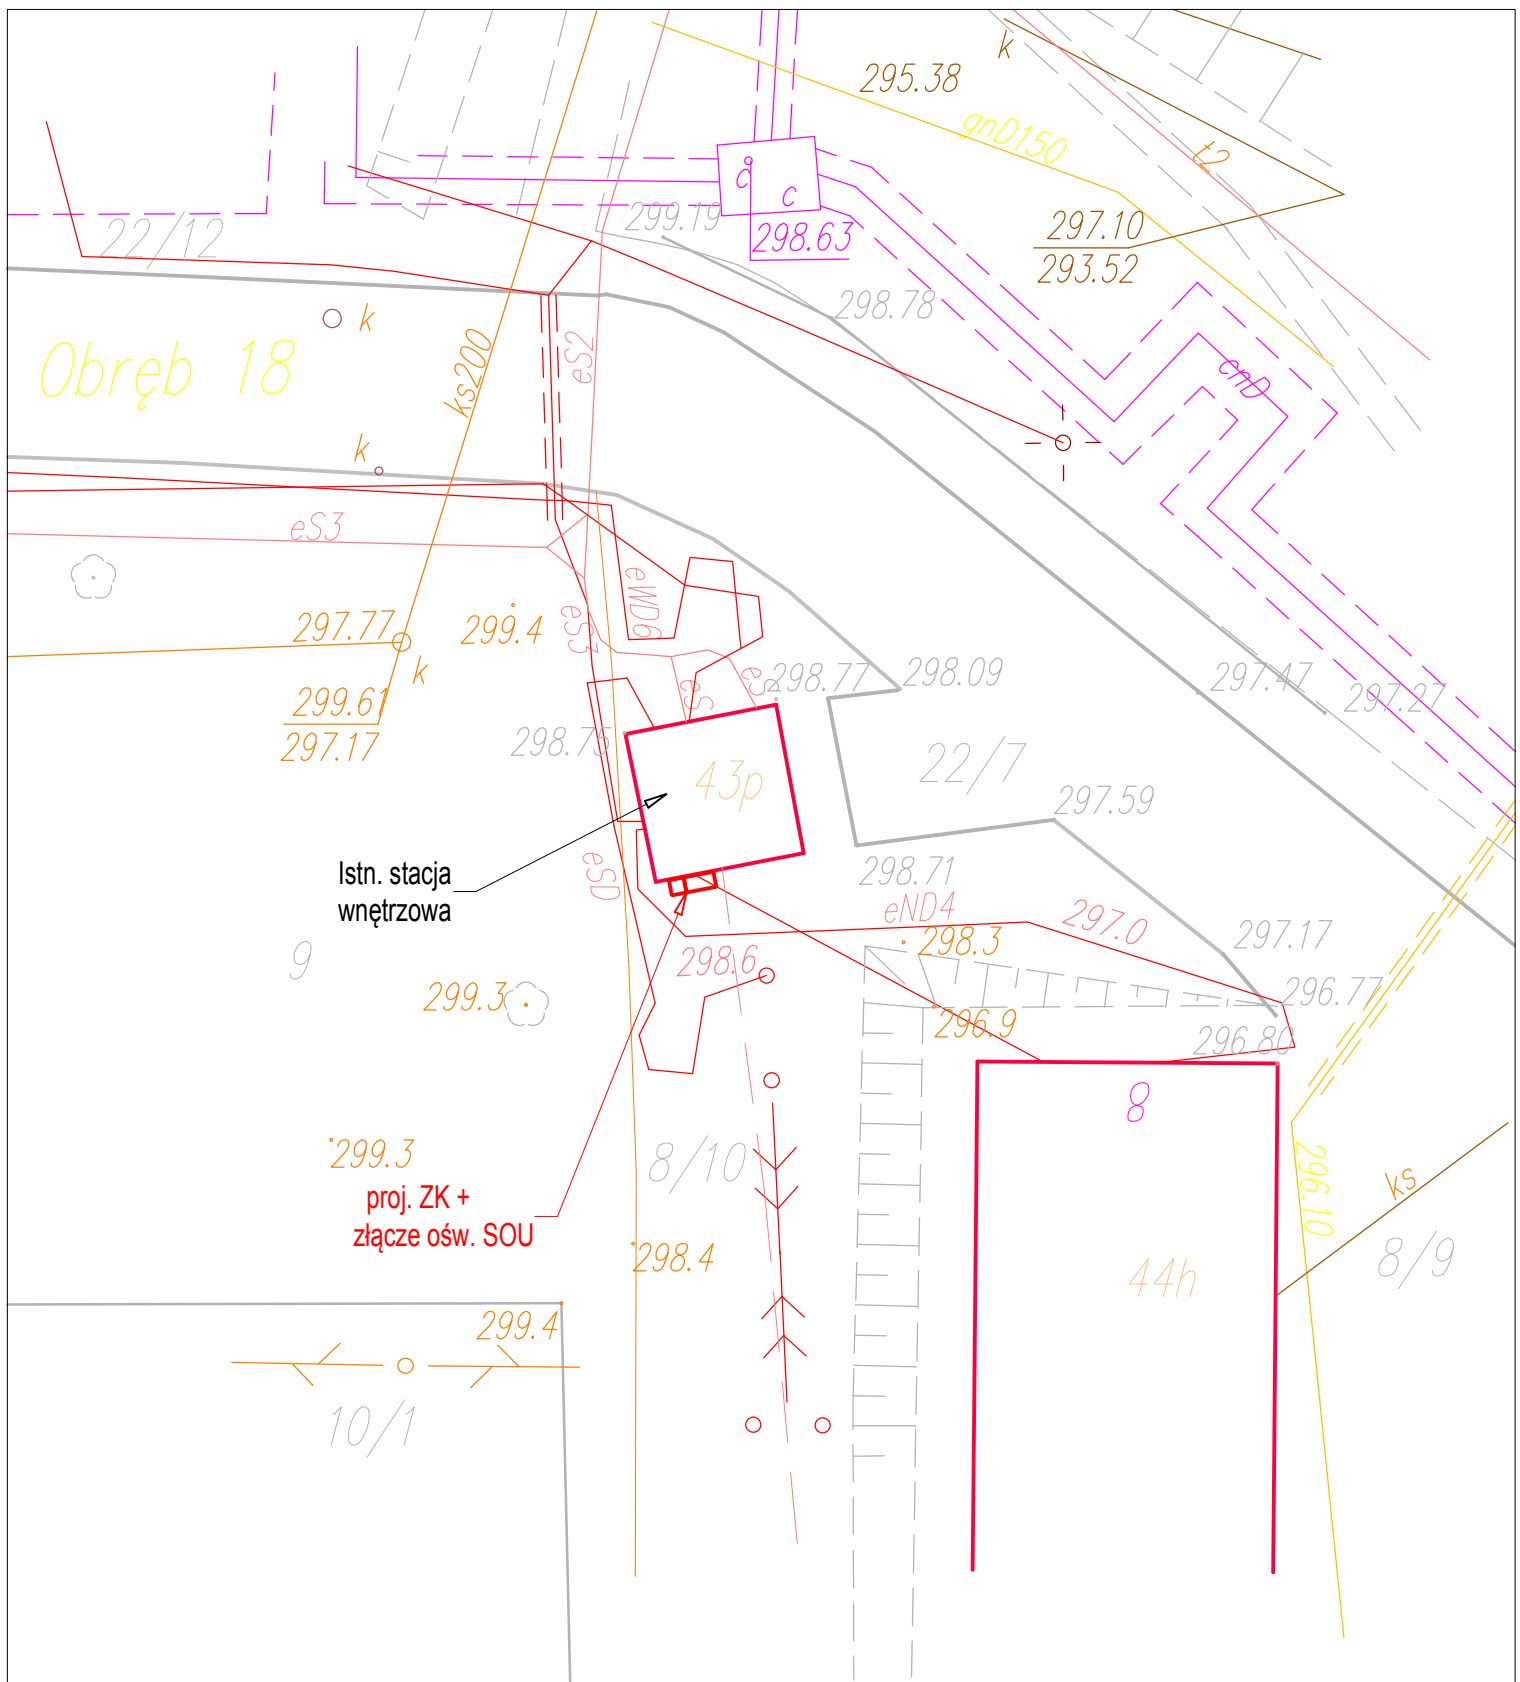 k
295.38
gnD150
t2
c
c
299.19
298.63
297.10
293.52
22/12
298.78
k
Obręb 18
ks200
eS2
cnD
k
eS3
eWD6
eS3
297.77
299.4
k
eS
eS
298.77
298.09
297.47
297.27
299.61
297.17
298.75
43p
22/7
297.59
Istn. stacja
wnętrzowa
eSD
298.71
eND4
297.0
298.3
297.17
9
298.6
299.3
296.77
296.9
296.80
8
299.3
8/10
296.10
ks
proj. ZK +
złącze ośw. SOU
298.4
8/9
44h
299.4
10/1